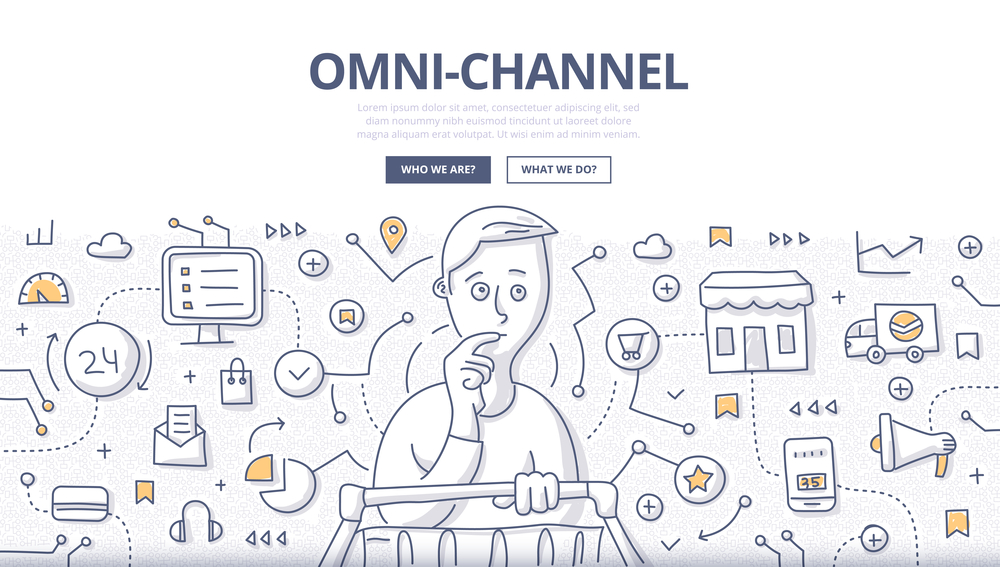 OMNI-CHANNEL
Lorem ipsum dolor sit amet, consectetuer adipiscing elit, sed
diam nonummy nibh euismod tincidunt ut laoreet dolore
magna aliquam erat volutpat. Ut wisi enim ad minim veniam.
WHO WE ARE? WHAT WE DO?
24
35